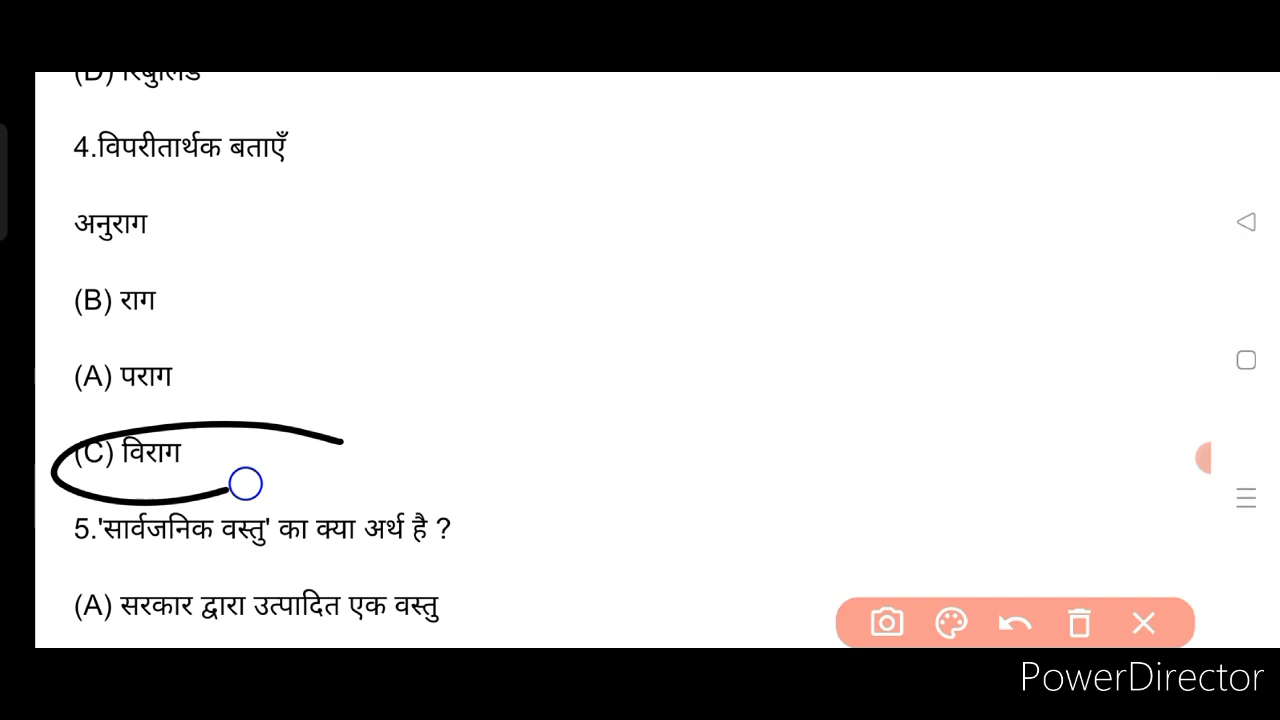 (D) रिबुलिड
4.विपरीतार्थक बताएँ
अनुराग
(B) राग
(A) पराग
(C) विराग
5.'सार्वजनिक वस्तु' का क्या अर्थ है ?
(A) सरकार द्वारा उत्पादित एक वस्तु
PowerDirector